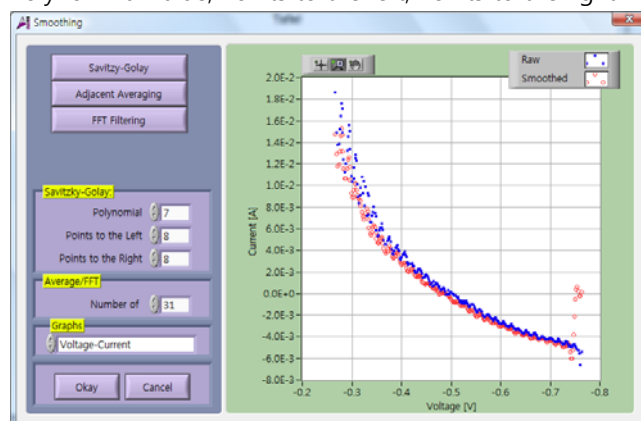 Smoothing
Savitzy-Golay
Adjacent Averaging
FFT Filtering
Savitzky-Golay:
Polynomial 7
Points to the Left 8
Points to the Right 8
Average/FFT
Number of 31
Graphs
Voltage-Current
Okay Cancel
Raw
Smoothed
2.0E-2
1.8E-2
1.6E-2
1.4E-2
1.2E-2
1.0E-2
8.0E-3
6.0E-3
4.0E-3
2.0E-3
0.0E+0
-2.0E-3
-4.0E-3
-6.0E-3
-8.0E-3
Current [A]
-0.2 -0.3 -0.4 -0.5 -0.6 -0.7 -0.8
Voltage [V]